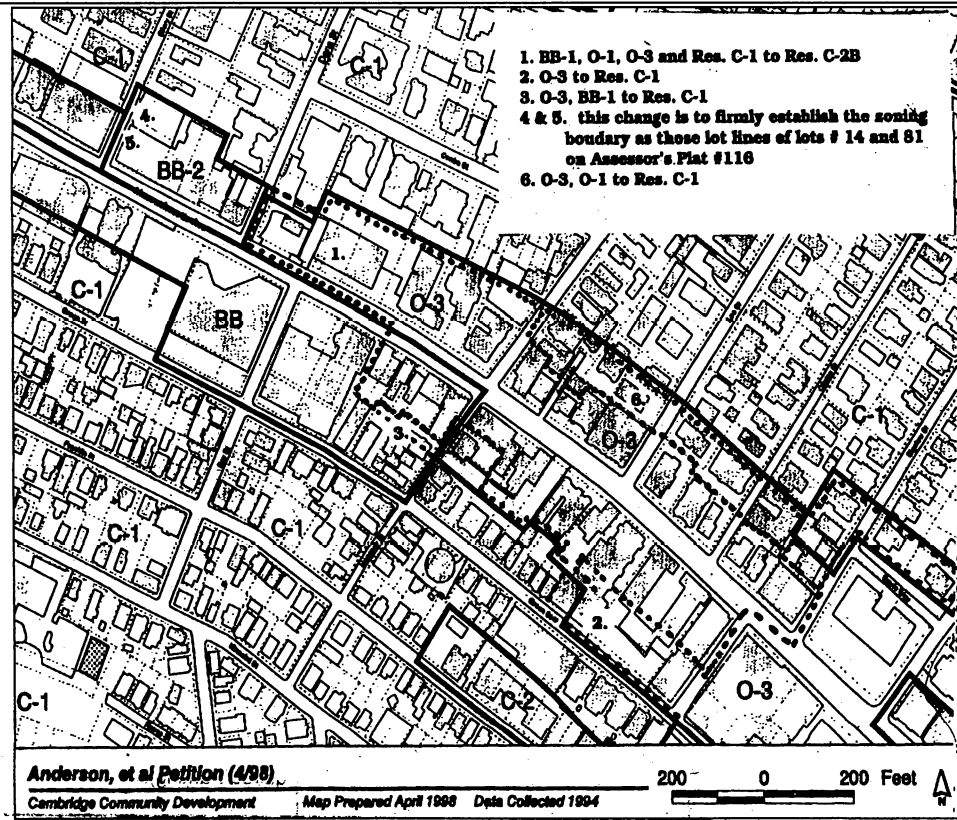 1. BB-1, O-1, O-3 and Res. C-1 to Res. C-2B
2. O-3 to Res. C-1
3. O-3, BB-1 to Res. C-1
4 & 5. this change is to firmly establish the soning
boudary as those lot lines of lots # 14 and 81
on Assessor's Plat #116
6. O-3, O-1 to Res. C-1
C-1
C-1
4.
5.
BB-2
1.
C-1
BB
O-3
6.
O-3
C-1
3.
C-1
C-1
2.
C-1
C-2
O-3
Anderson, et al Petition (4/98)
Cambridge Community Development Map Prepared April 1998 Data Collected 1994
200 0 200 Feet
N